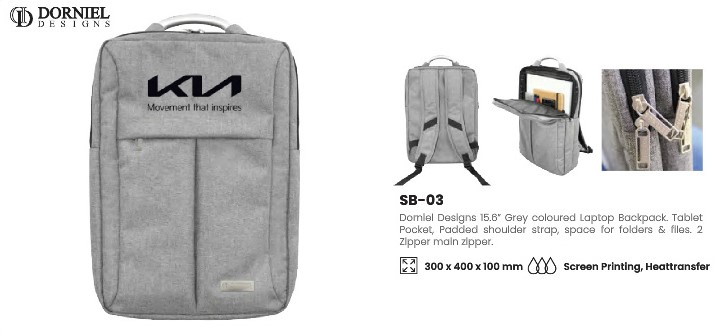 DORNIEL
DESIGNS
KIA
Movement that inspires
SB-03
Dorniel Designs 15.6" Grey coloured Laptop Backpack. Tablet
Pocket, Padded shoulder strap, space for folders & files. 2
Zipper main zipper.
300 x 400 x 100 mm
Screen Printing, Heattransfer